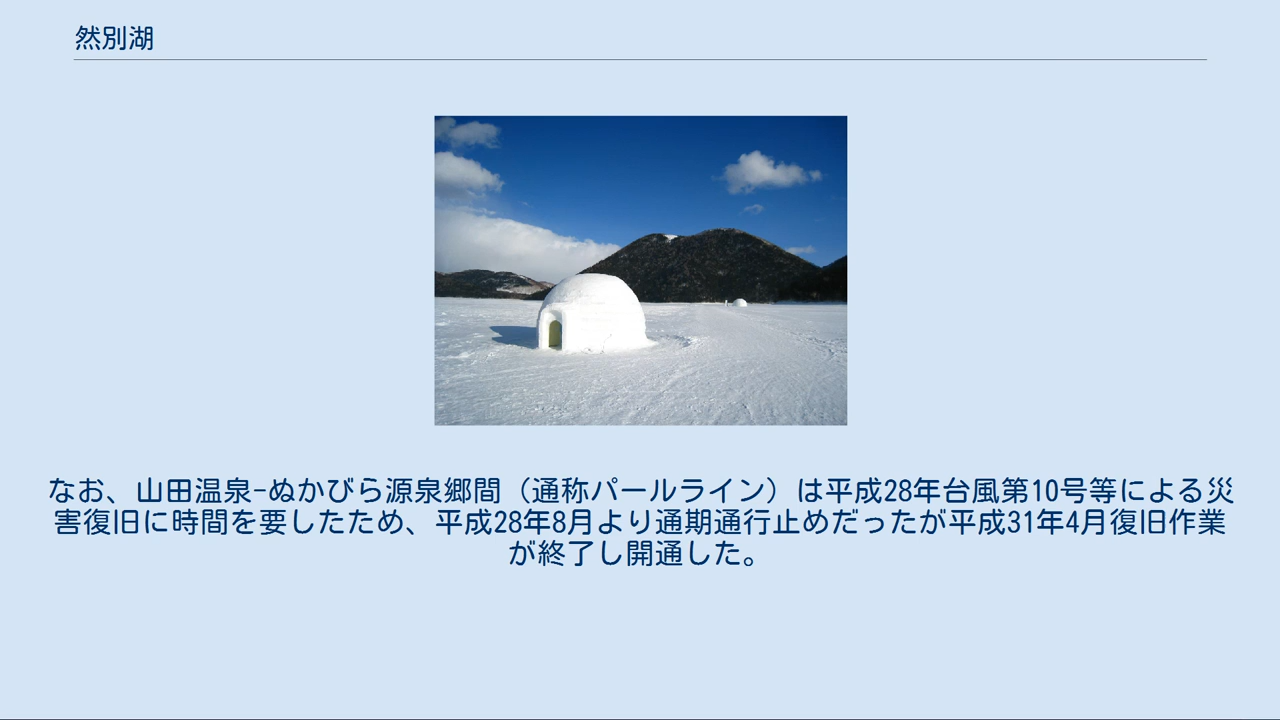 然別湖
なお、山田温泉−ぬかびら源泉郷間（通称パールライン）は平成28年台風第10号等による災
害復旧に時間を要したため、平成28年8月より通期通行止めだったが平成31年4月復旧作業
が終了し開通した。